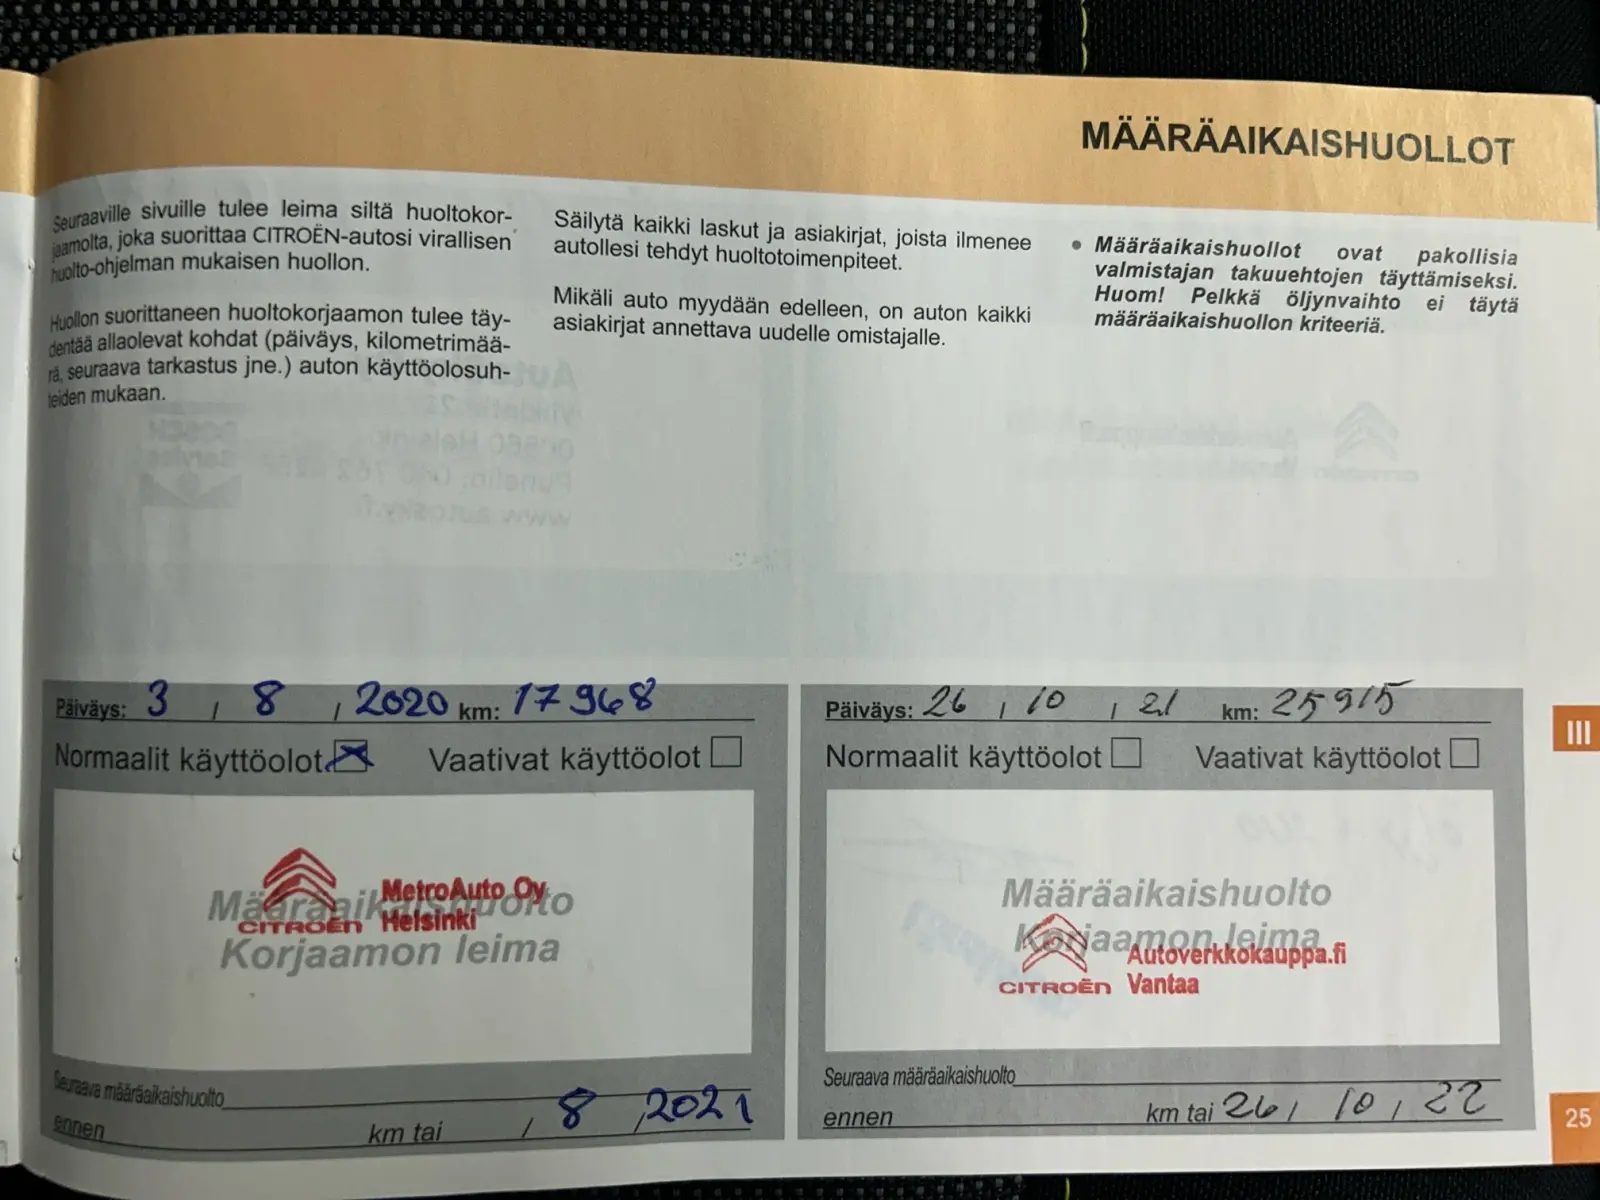 MÄÄRÄAIKAISHUOLLOT
Seuraaville sivuille tulee leima siltä huoltokor-
jaamolta, joka suorittaa CITROËN-autosi virallisen
huolto-ohjelman mukaisen huollon.
Huollon suorittaneen huoltokorjaamon tulee täy-
dentää allaolevat kohdat (päiväys, kilometrimää-
rä, seuraava tarkastus jne.) auton käyttöolosuh-
teiden mukaan.
Säilytä kaikki laskut ja asiakirjat, joista ilmenee
autollesi tehdyt huoltotoimenpiteet.
Mikäli auto myydään edelleen, on auton kaikki
asiakirjat annettava uudelle omistajalle.
• Määräaikaishuollot ovat pakollisia
valmistajan takuuehtojen täyttämiseksi.
Huom! Pelkkä öljynvaihto ei täytä
määräaikaishuollon kriteeriä.
Päiväys: 3 / 8 / 2020 km: 17968
Normaalit käyttöolot Vaativat käyttöolot
Määräaikaishuolto
Korjaamon leima
CITROËN
MetroAuto Oy
Helsinki
Seuraava määräaikaishuolto
ennen km tai / 8 / 2021
Päiväys: 26 / 10 / 21 km: 25915
Normaalit käyttöolot Vaativat käyttöolot
Määräaikaishuolto
Korjaamon leima
CITROËN
Autoverkkokauppa.fi
Vantaa
Seuraava määräaikaishuolto
ennen km tai 26 / 10 / 22
III
25